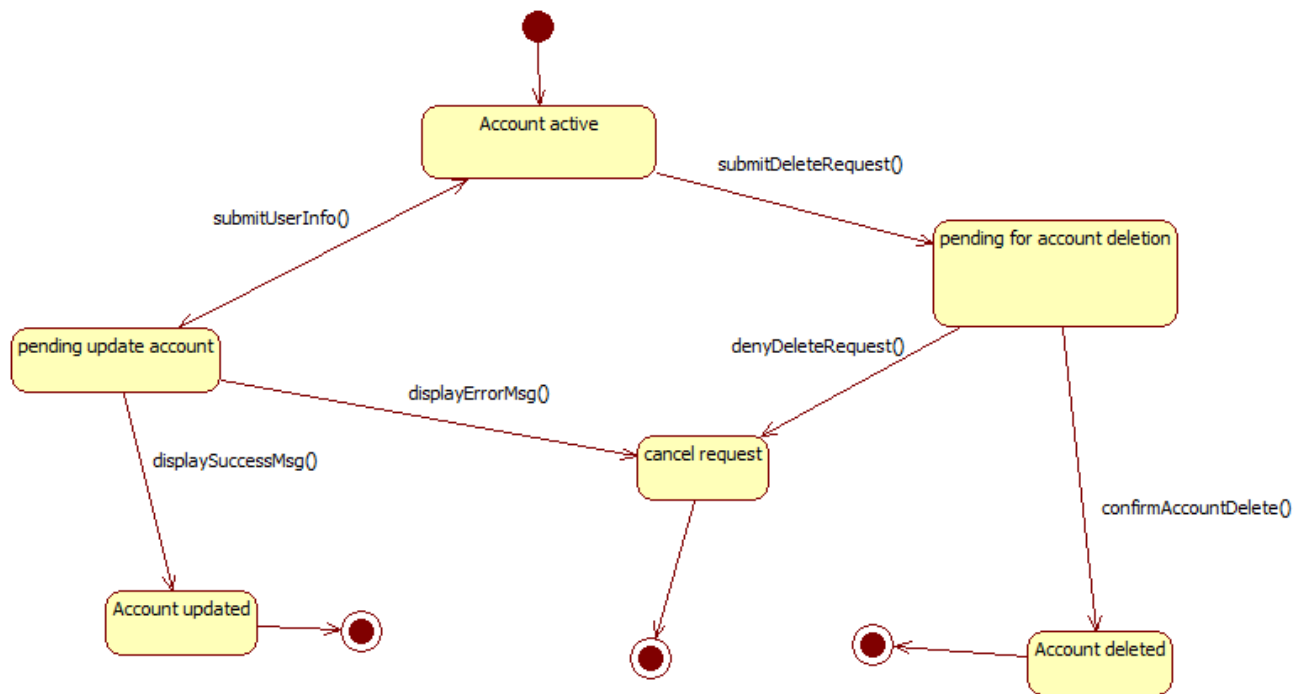 Account active
submitDeleteRequest()
submitUserInfo()
pending for account deletion
pending update account
denyDeleteRequest()
displayErrorMsg()
cancel request
displaySuccessMsg()
confirmAccountDelete()
Account updated
Account deleted